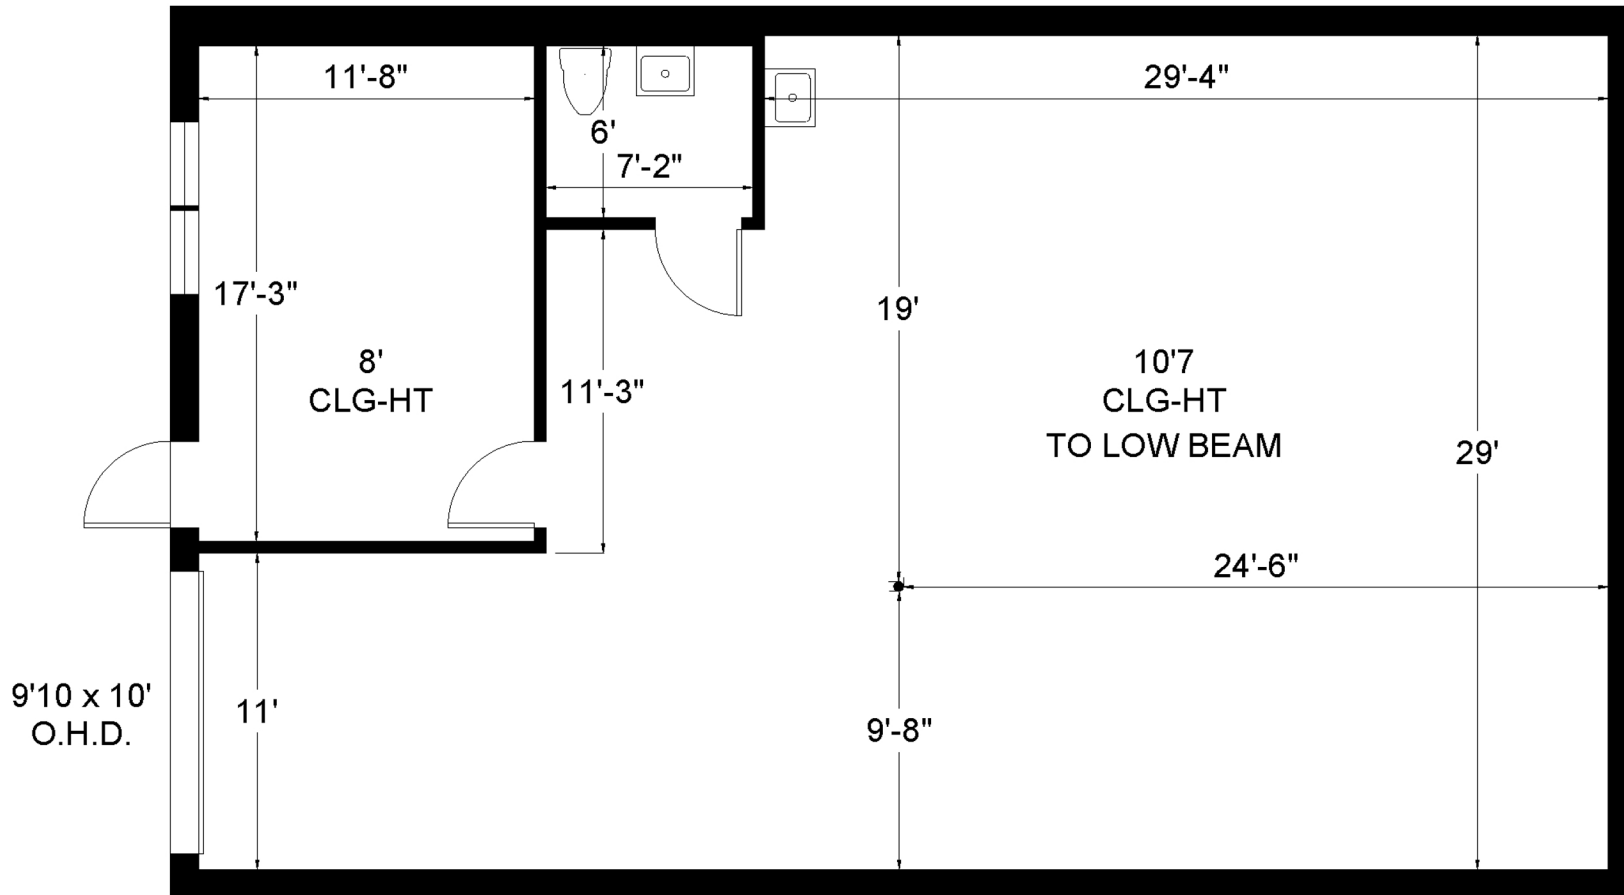 11'-8"
29'-4"
6'
7'-2"
17'-3"
19'
8'
CLG-HT
11'-3"
10'7
CLG-HT
TO LOW BEAM
29'
24'-6"
9'10 x 10'
O.H.D.
11'
9'-8"